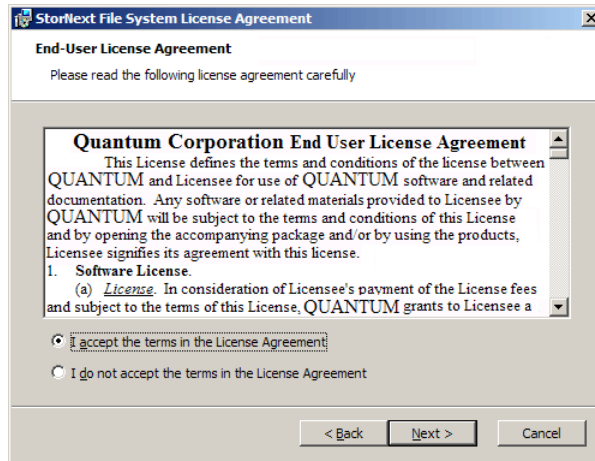 StorNext File System License Agreement
End-User License Agreement
Please read the following license agreement carefully
Quantum Corporation End User License Agreement
This License defines the terms and conditions of the license between
QUANTUM and Licensee for use of QUANTUM software and related
documentation. Any software or related materials provided to Licensee by
QUANTUM will be subject to the terms and conditions of this License
and by opening the accompanying package and/or by using the products,
Licensee signifies its agreement with this license.
1. Software License.
(a) License. In consideration of Licensee's payment of the License fees
and subject to the terms of this License, QUANTUM grants to Licensee a
I accept the terms in the License Agreement
I do not accept the terms in the License Agreement
< Back Next > Cancel